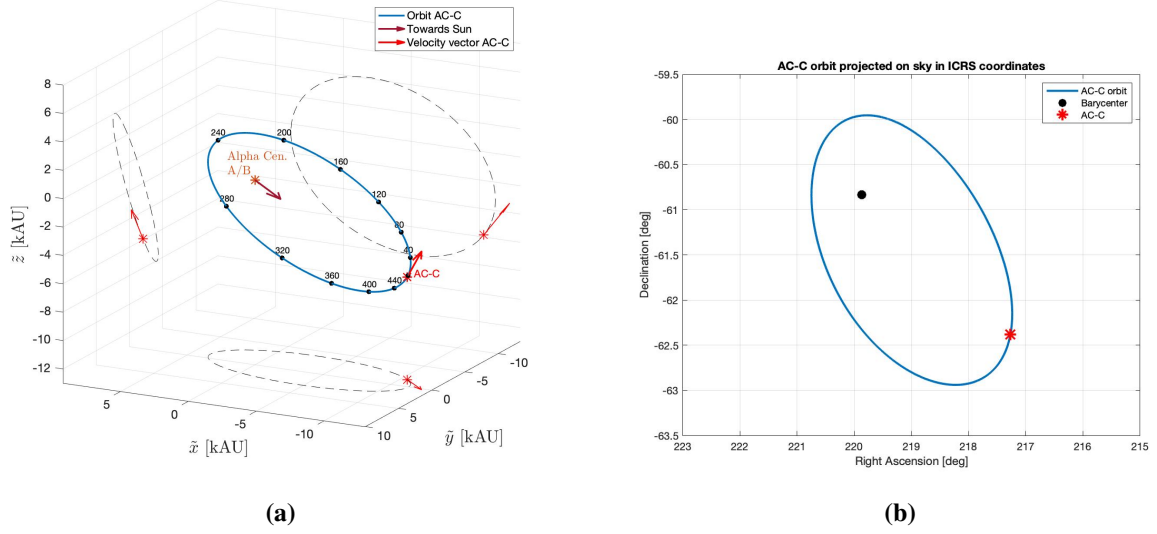 Orbit AC-C
Towards Sun
Velocity vector AC-C
8
6
4
2
0
-2
-4
-6
-8
-10
-12
z̃ [kAU]
240
200
160
120
80
40
280
320
360
400
440
Alpha Cen.
A/B
AC-C
5
0
-5
-10
x̃ [kAU]
-10
-5
0
5
10
ỹ [kAU]
(a)
AC-C orbit projected on sky in ICRS coordinates
AC-C orbit
Barycenter
AC-C
-59.5
-60
-60.5
-61
-61.5
-62
-62.5
-63
-63.5
Declination [deg]
223 222 221 220 219 218 217 216 215
Right Ascension [deg]
(b)